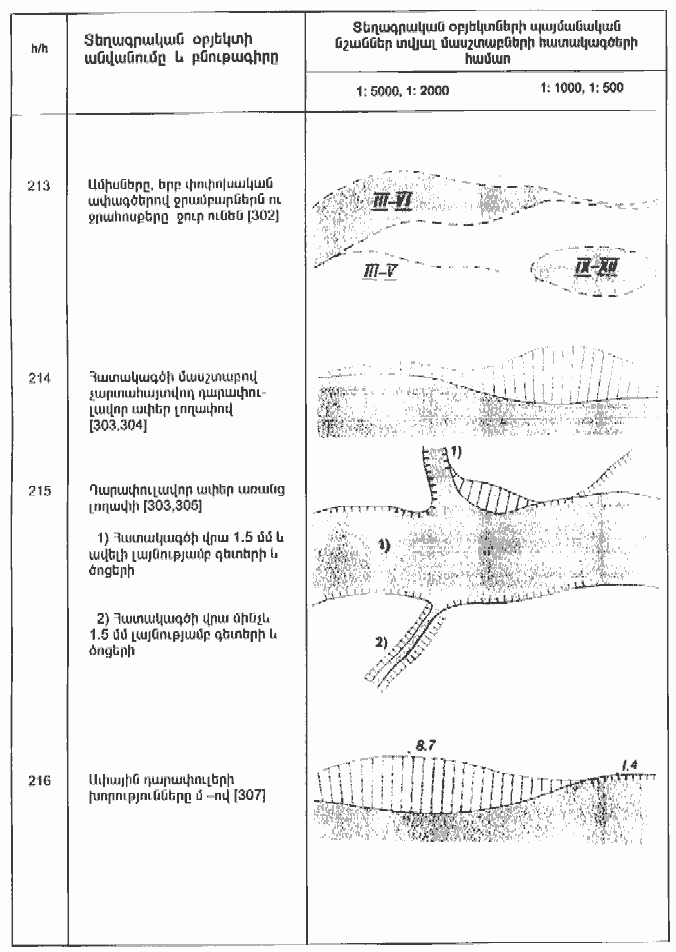 h/h
Տեղագրական օբյեկտի
անվանումը և բնութագիրը
Տեղագրական օբյեկտների պայմանական
նշաններ տվյալ մասշտաբների հատակագծերի
համար
1: 5000, 1: 2000
1: 1000, 1: 500
213
Ամիսները, երբ փոփոխական
ափագծերով ջրամբարներն ու
ջրահոսքերը ջուր ունեն [302]
III–VI
III–V
IX–XII
214
Հատակագծի մասշտաբով
չարտահայտվող դարափու-
լավոր ափեր լողափով
[303,304]
215
Դարափուլավոր ափեր առանց
լողափի [303,305]
1) Հատակագծի վրա 1.5 մմ և
ավելի լայնությամբ գետերի և
ծոցերի
2) Հատակագծի վրա մինչև
1.5 մմ լայնությամբ գետերի և
ծոցերի
1)
1)
2)
216
Ափային դարափուլերի
խորությունները մ –ով [307]
8.7
1.4